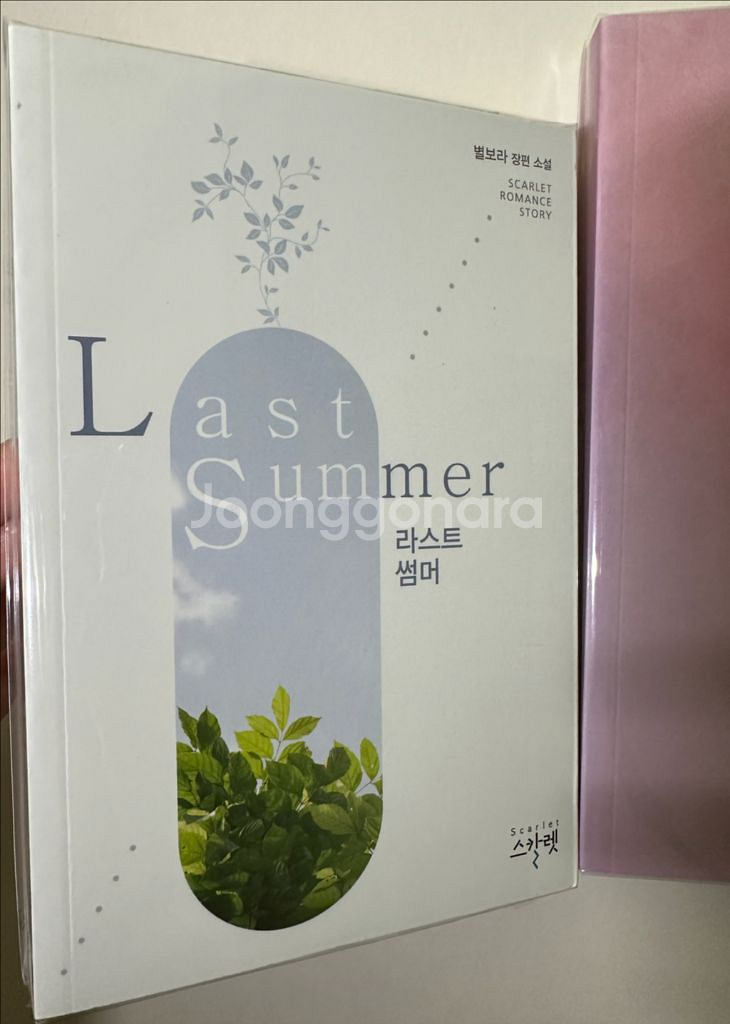 별보라 장편 소설
SCARLET
ROMANCE
STORY
Last
Summer
Joonggonara
라스트
썸머
Scarlet
스칼렛